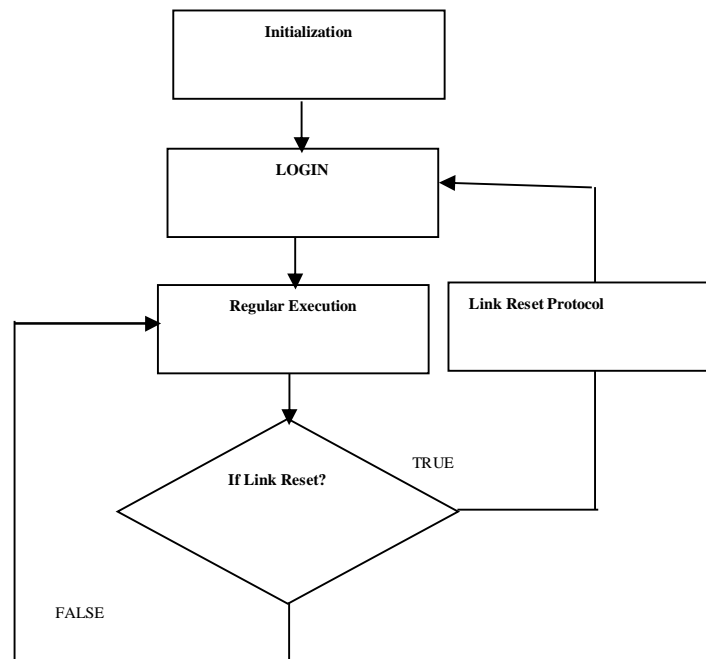 Initialization
LOGIN
Regular Execution
Link Reset Protocol
TRUE
If Link Reset?
FALSE